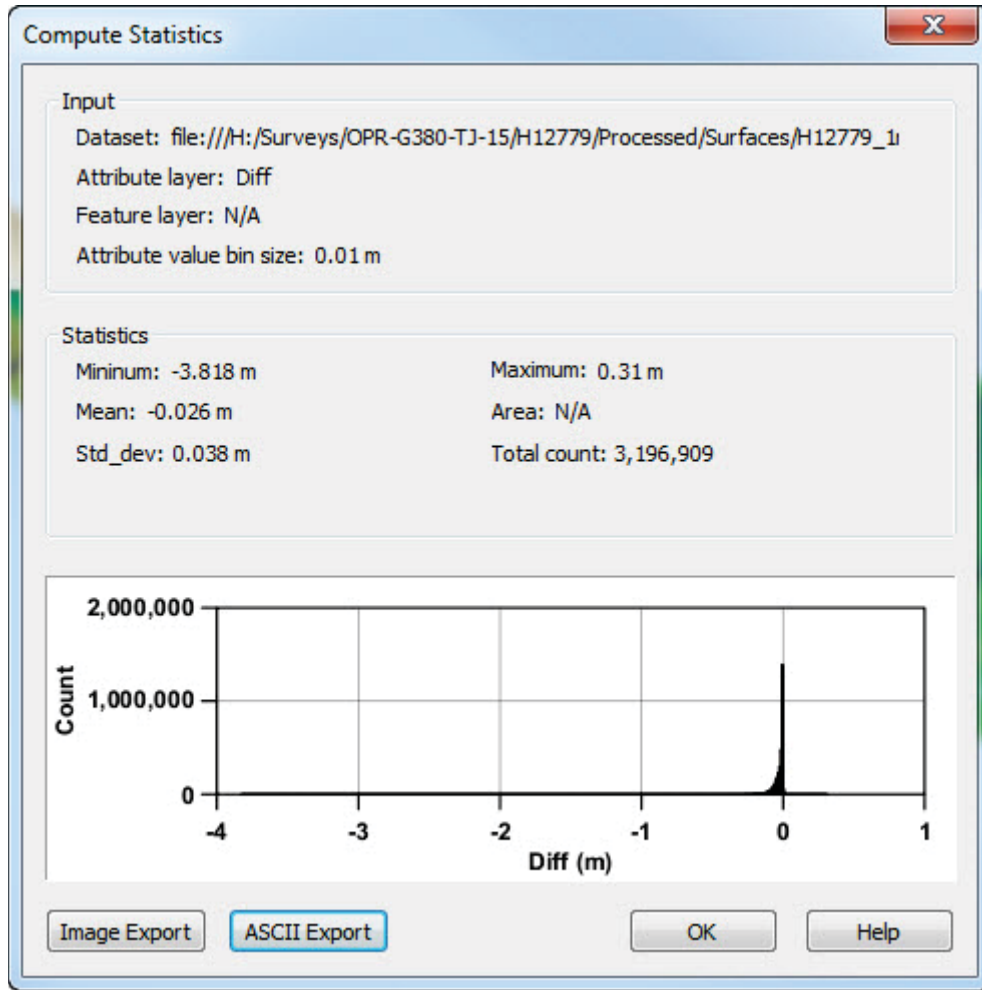 Compute Statistics
Input
Dataset: file:///H:/Surveys/OPR-G380-TJ-15/H12779/Processed/Surfaces/H12779_1r
Attribute layer: Diff
Feature layer: N/A
Attribute value bin size: 0.01 m
Statistics
Mininum: -3.818 m
Maximum: 0.31 m
Mean: -0.026 m
Area: N/A
Std_dev: 0.038 m
Total count: 3,196,909
2,000,000
1,000,000
0
Count
-4 -3 -2 -1 0 1
Diff (m)
Image Export ASCII Export OK Help